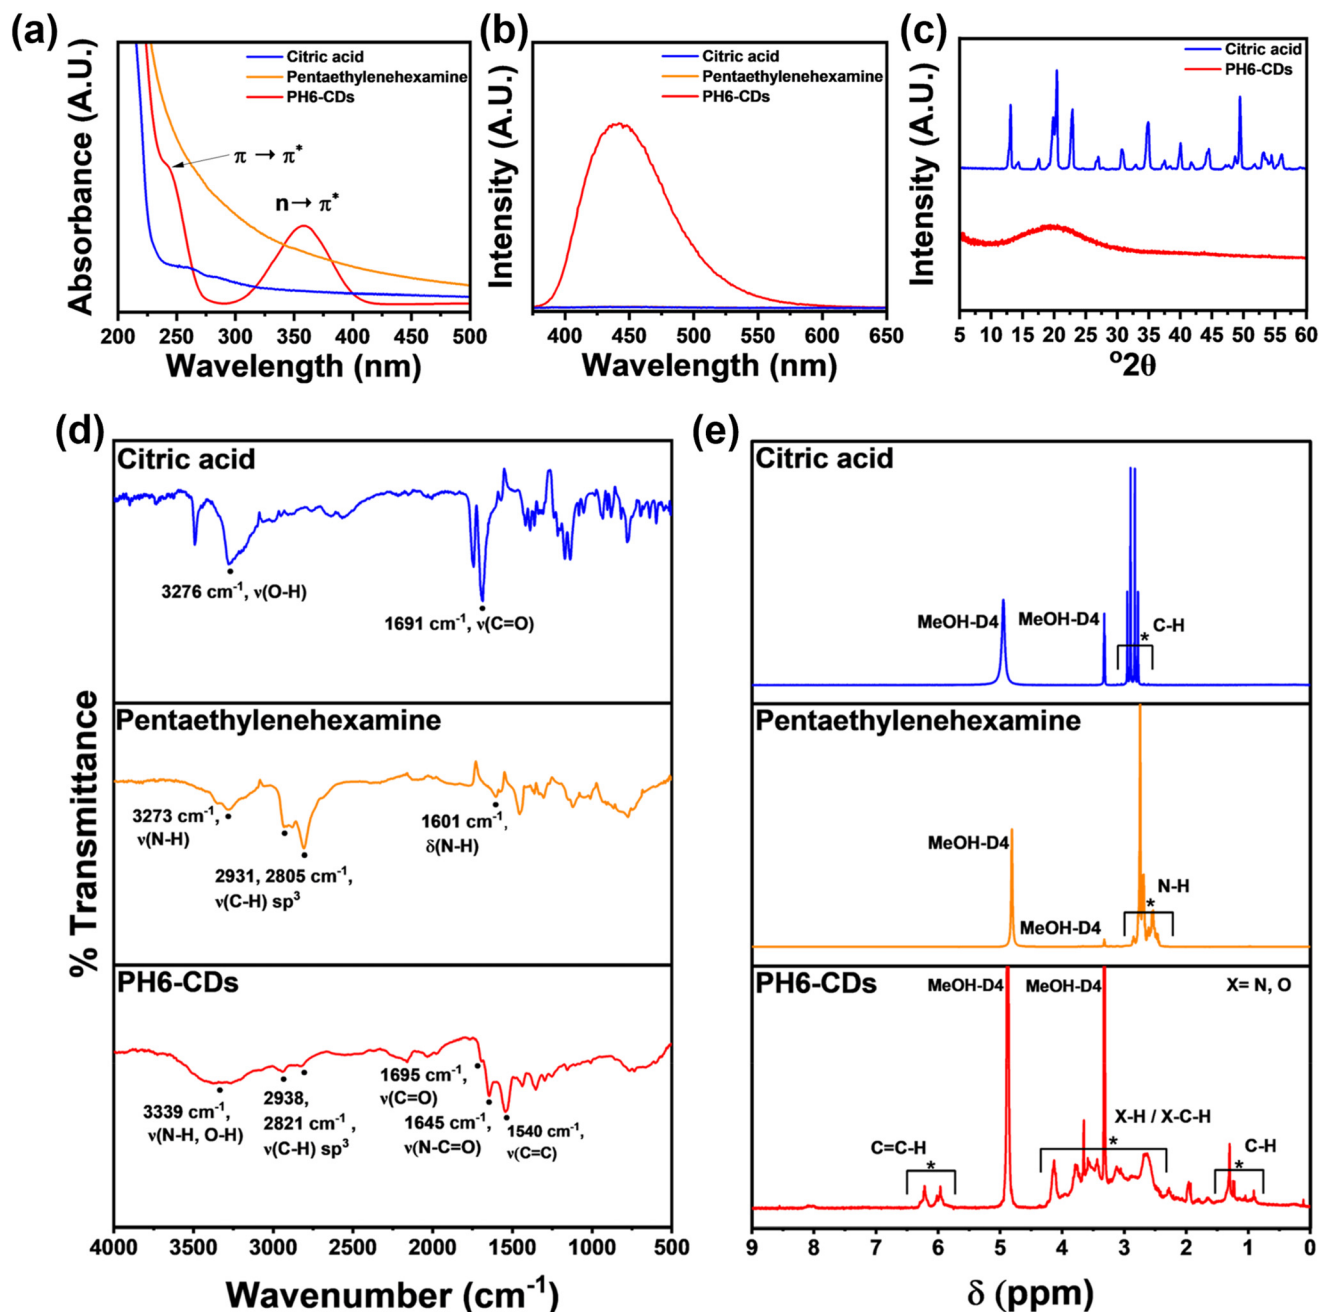 (a)
Absorbance (A.U.)
Citric acid
Pentaethylenehexamine
PH6-CDs
π → π*
n → π*
200 250 300 350 400 450 500
Wavelength (nm)
(b)
Intensity (A.U.)
Citric acid
Pentaethylenehexamine
PH6-CDs
400 450 500 550 600 650
Wavelength (nm)
(c)
Intensity (A.U.)
Citric acid
PH6-CDs
5 10 15 20 25 30 35 40 45 50 55 60
°2θ
(d)
% Transmittance
Citric acid
3276 cm⁻¹, ν(O-H)
1691 cm⁻¹, ν(C=O)
Pentaethylenehexamine
3273 cm⁻¹,
ν(N-H)
2931, 2805 cm⁻¹,
ν(C-H) sp³
1601 cm⁻¹,
δ(N-H)
PH6-CDs
3339 cm⁻¹,
ν(N-H, O-H)
2938,
2821 cm⁻¹,
ν(C-H) sp³
1695 cm⁻¹,
ν(C=O)
1645 cm⁻¹,
ν(N-C=O)
1540 cm⁻¹,
ν(C=C)
4000 3500 3000 2500 2000 1500 1000 500
Wavenumber (cm⁻¹)
(e)
Citric acid
MeOH-D4
MeOH-D4
* C-H
Pentaethylenehexamine
MeOH-D4
MeOH-D4
N-H
*
PH6-CDs
MeOH-D4
MeOH-D4
X= N, O
C=C-H
*
X-H / X-C-H
*
C-H
*
9 8 7 6 5 4 3 2 1 0
δ (ppm)